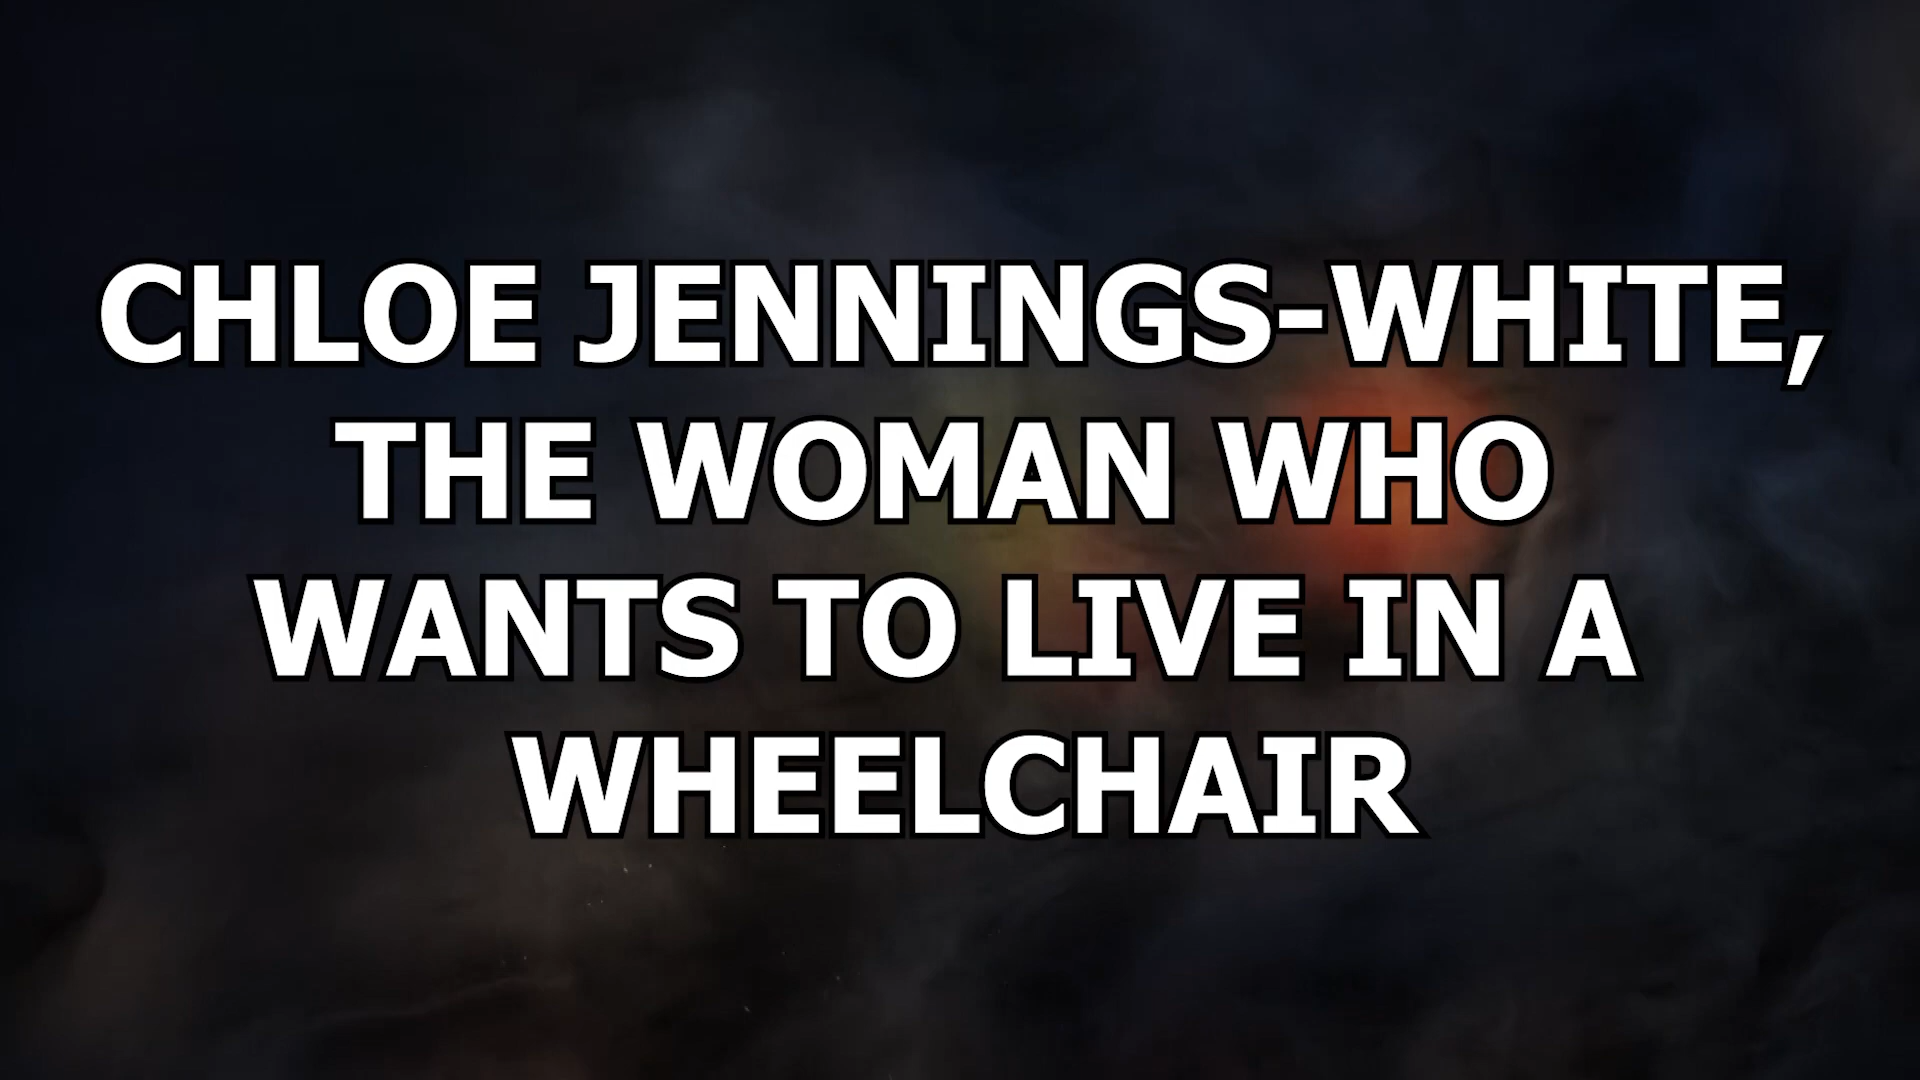 CHLOE JENNINGS-WHITE,
THE WOMAN WHO
WANTS TO LIVE IN A
WHEELCHAIR